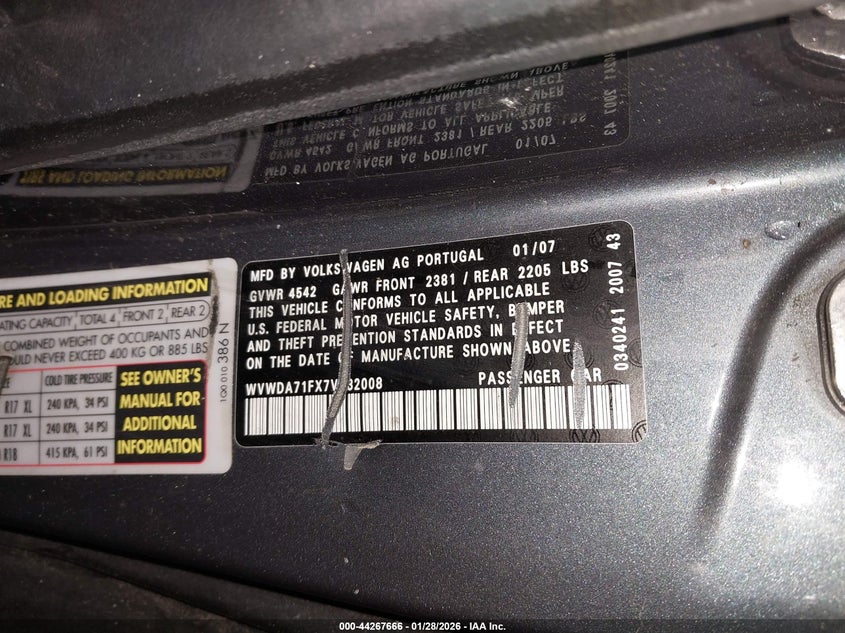 MFD BY VOLKSWAGEN AG PORTUGAL 01/07
GVWR 4542 GAWR FRONT 2381 / REAR 2205 LBS
THIS VEHICLE CONFORMS TO ALL APPLICABLE
U.S. FEDERAL MOTOR VEHICLE SAFETY, BUMPER
AND THEFT PREVENTION STANDARDS IN EFFECT
ON THE DATE OF MANUFACTURE SHOWN ABOVE.
PASSENGER CAR
0340241 2007 43
RE AND LOADING INFORMATION
ATING CAPACITY TOTAL 4 FRONT 2 REAR 2
COMBINED WEIGHT OF OCCUPANTS AND
OULD NEVER EXCEED 400 KG OR 885 LBS
COLD TIRE PRESSURE
R17 XL 240 KPA, 34 PSI
R17 XL 240 KPA, 34 PSI
R18 415 KPA, 61 PSI
SEE OWNER'S
MANUAL FOR
ADDITIONAL
INFORMATION
1Q0 010 386 N
000-44267666 - 01/28/2026 - IAA Inc.